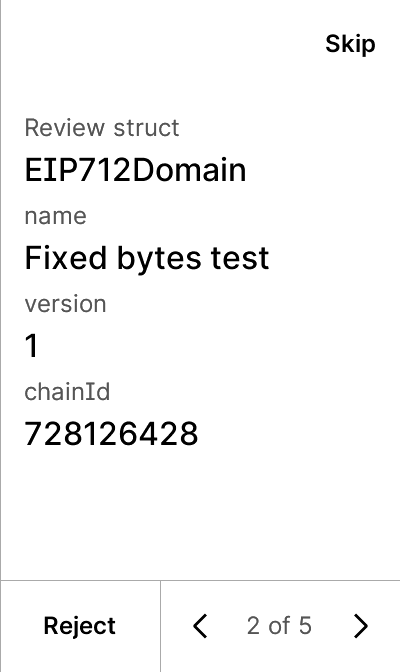 Skip
Review struct
EIP712Domain
name
Fixed bytes test
version
1
chainId
728126428
Reject
2 of 5